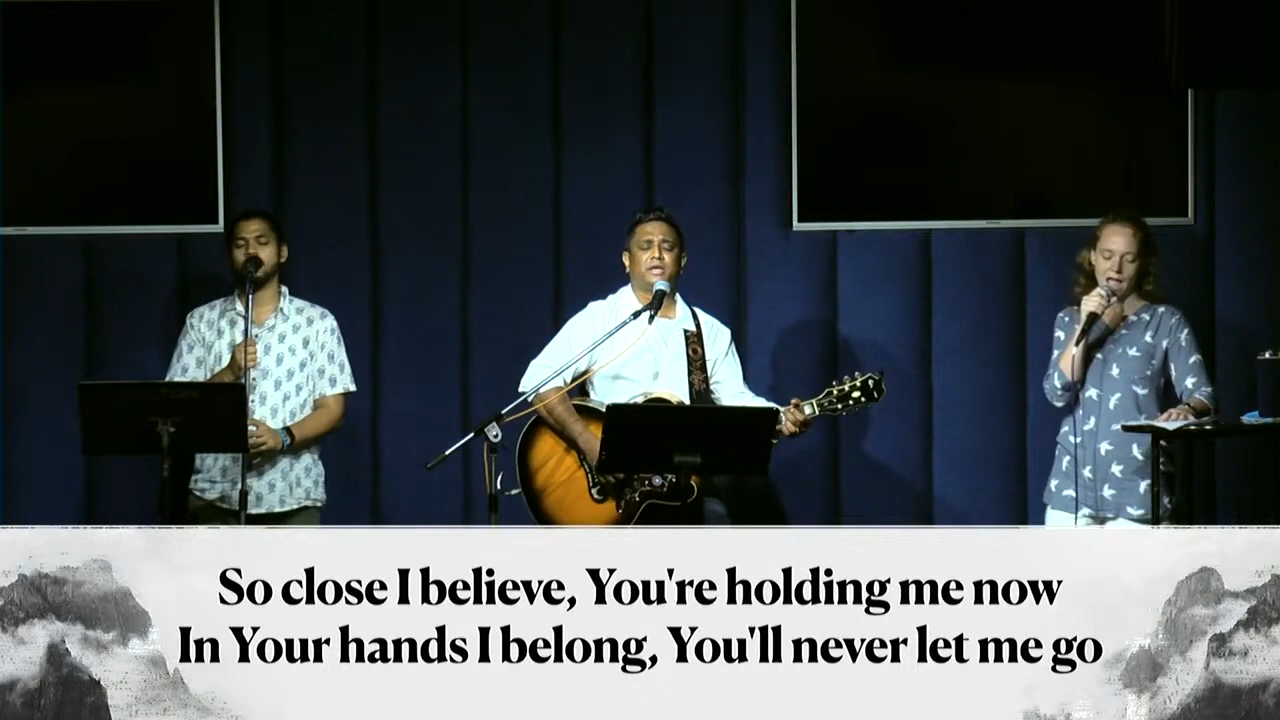 So close I believe, You're holding me now
In Your hands I belong, You'll never let me go